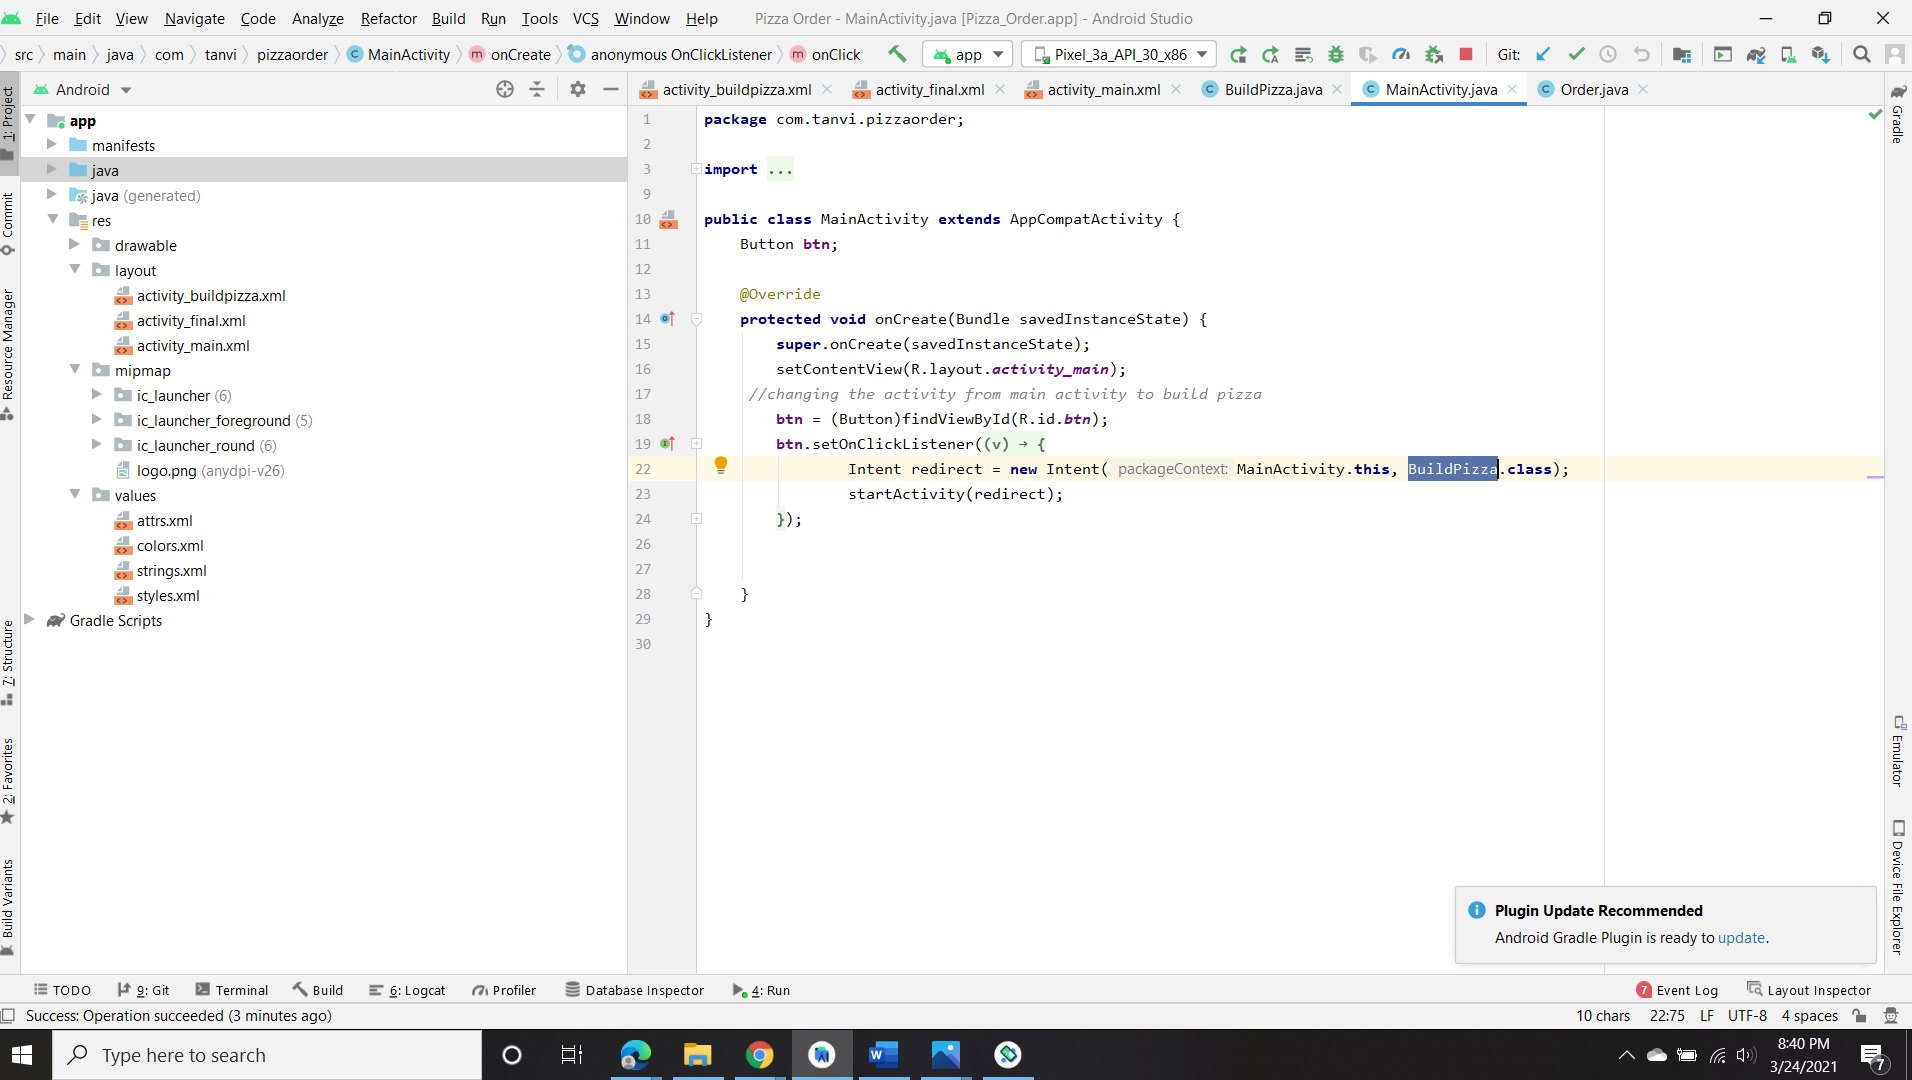 File Edit View Navigate Code Analyze Refactor Build Run Tools VCS Window Help Pizza Order - MainActivity.java [Pizza_Order.app] - Android Studio
src main java com tanvi pizzaorder MainActivity onCreate anonymous OnClickListener onClick app Pixel_3a_API_30_x86 Git:
Android
activity_buildpizza.xml activity_final.xml activity_main.xml BuildPizza.java MainActivity.java Order.java
1: Project
Commit
Resource Manager
7: Structure
2: Favorites
Build Variants
app
manifests
java
java (generated)
res
drawable
layout
activity_buildpizza.xml
activity_final.xml
activity_main.xml
mipmap
ic_launcher (6)
ic_launcher_foreground (5)
ic_launcher_round (6)
logo.png (anydpi-v26)
values
attrs.xml
colors.xml
strings.xml
styles.xml
Gradle Scripts
1 package com.tanvi.pizzaorder;
2
3 import ...
9
10 public class MainActivity extends AppCompatActivity {
11 Button btn;
12
13 @Override
14 protected void onCreate(Bundle savedInstanceState) {
15 super.onCreate(savedInstanceState);
16 setContentView(R.layout.activity_main);
17 //changing the activity from main activity to build pizza
18 btn = (Button)findViewById(R.id.btn);
19 btn.setOnClickListener((v) → {
22 Intent redirect = new Intent( packageContext: MainActivity.this, BuildPizza.class);
23 startActivity(redirect);
24 });
26
27
28 }
29 }
30
Gradle
Emulator
Device File Explorer
Plugin Update Recommended
Android Gradle Plugin is ready to update.
TODO 9: Git Terminal Build 6: Logcat Profiler Database Inspector 4: Run 7 Event Log Layout Inspector
Success: Operation succeeded (3 minutes ago) 10 chars 22:75 LF UTF-8 4 spaces
Type here to search
8:40 PM
3/24/2021
7